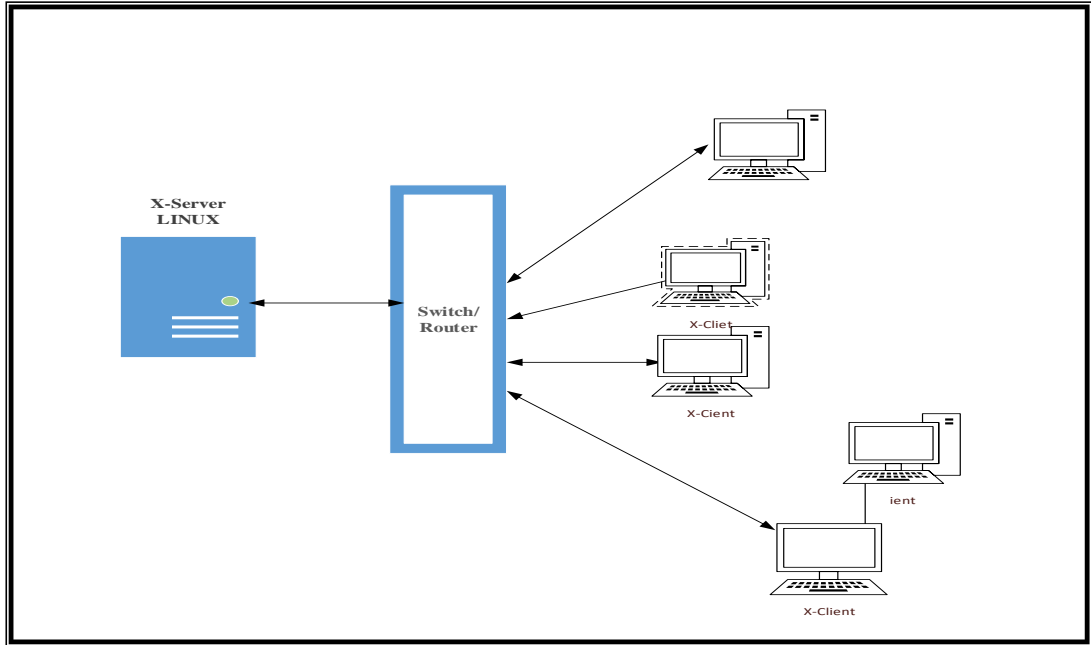 X-Server
LINUX
Switch/
Router
X-Cliet
X-Cient
ient
X-Client